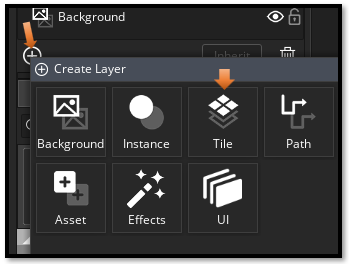 Background
Inherit
Create Layer
Background Instance Tile Path
Asset Effects UI